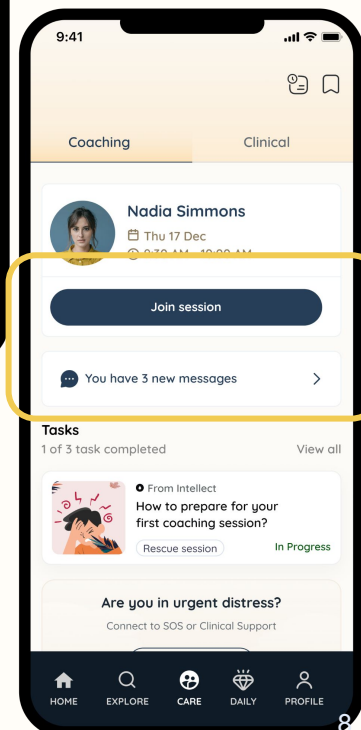 9:41
Coaching
Clinical
Nadia Simmons
Thu 17 Dec
Join session
You have 3 new messages
Tasks
1 of 3 task completed
View all
From Intellect
How to prepare for your
first coaching session?
Rescue session
In Progress
Are you in urgent distress?
Connect to SOS or Clinical Support
HOME
EXPLORE
CARE
DAILY
PROFILE
8